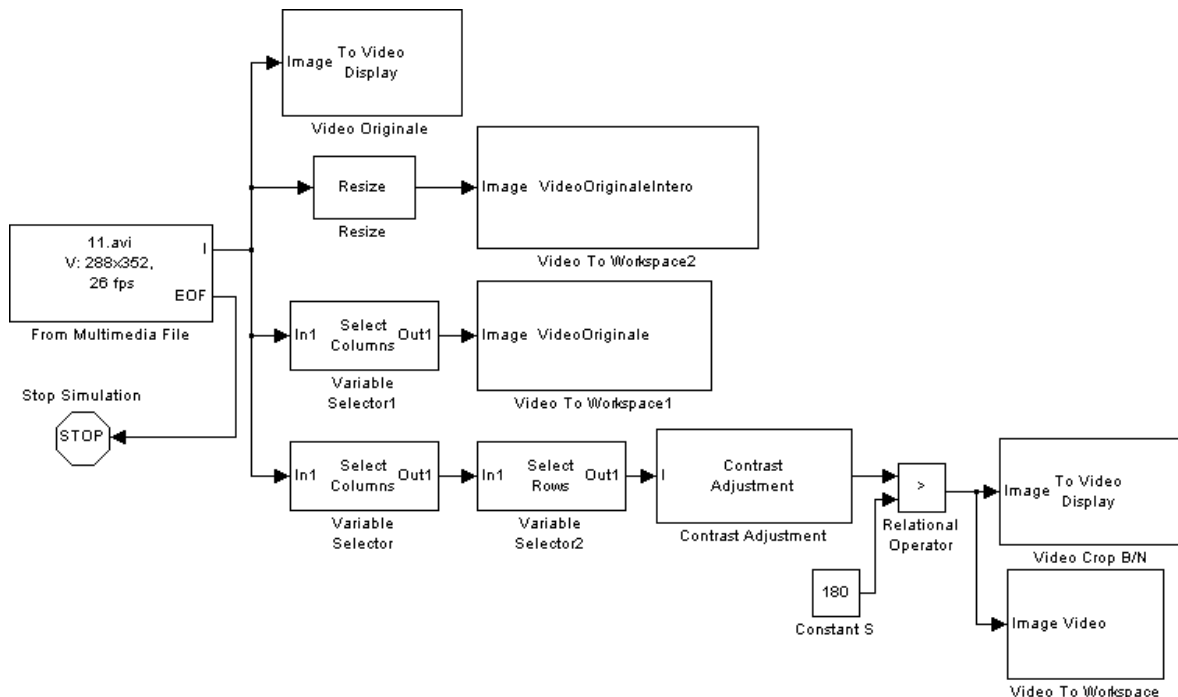 Image To Video Display
Video Originale
Resize
Resize
Image VideoOriginaleIntero
Video To Workspace2
11.avi
V: 288x352,
26 fps
I
EOF
From Multimedia File
In1 Select Columns Out1
Variable
Selector1
Image VideoOriginale
Video To Workspace1
Stop Simulation
STOP
In1 Select Columns Out1
Variable
Selector
In1 Select Rows Out1
Variable
Selector2
I Contrast Adjustment
Contrast Adjustment
>
Relational
Operator
180
Constant S
Image To Video Display
Video Crop B/N
Image Video
Video To Workspace